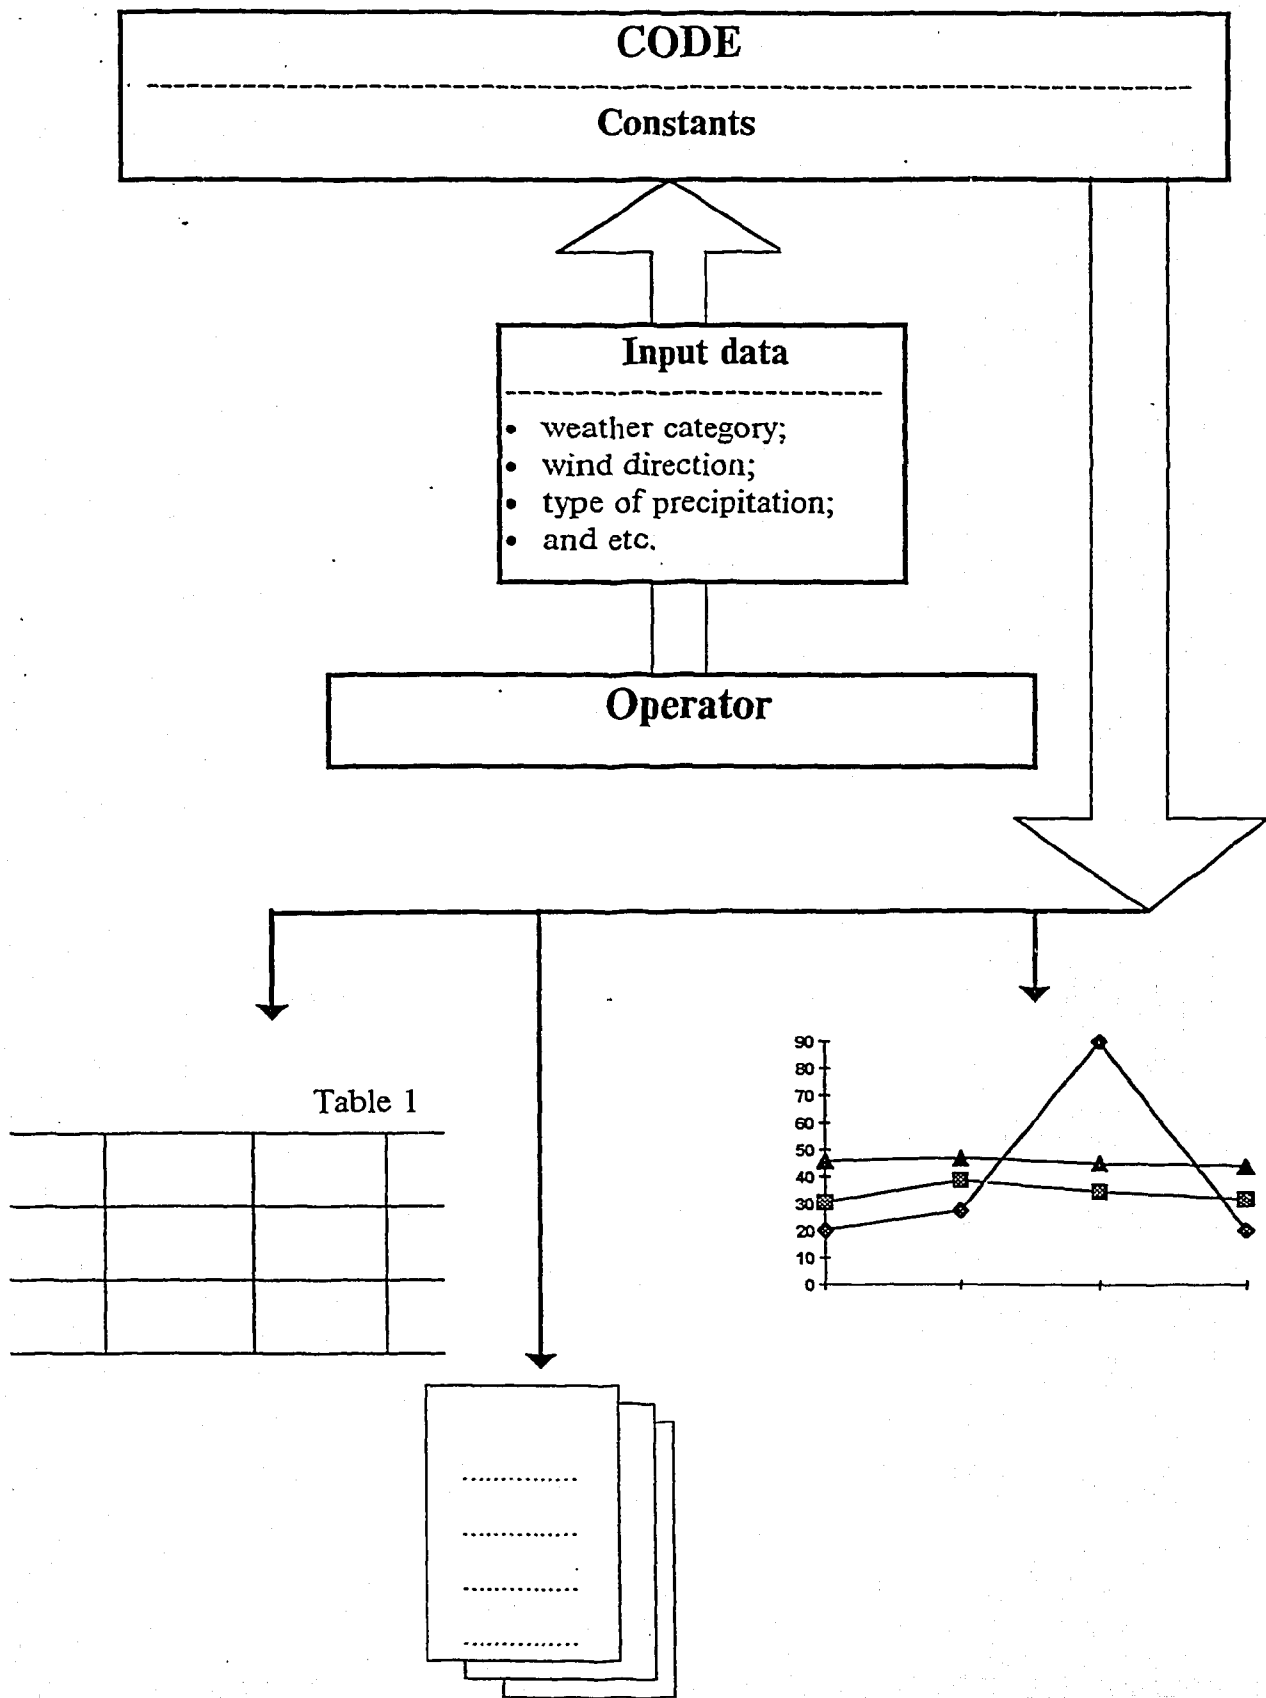 CODE
Constants
Input data
• weather category;
• wind direction;
• type of precipitation;
• and etc.
Operator
Table 1
90
80
70
60
50
40
30
20
10
0